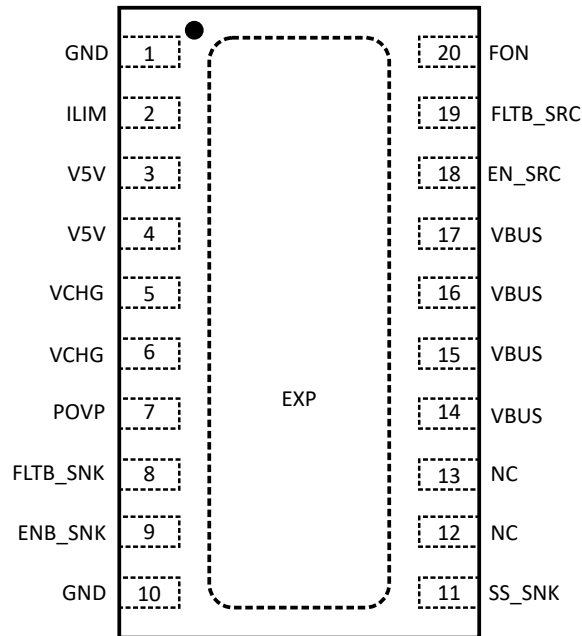 GND 1 20 FON
ILIM 2 19 FLTB_SRC
V5V 3 18 EN_SRC
V5V 4 17 VBUS
VCHG 5 16 VBUS
VCHG 6 15 VBUS
EXP
POVP 7 14 VBUS
FLTB_SNK 8 13 NC
ENB_SNK 9 12 NC
GND 10 11 SS_SNK